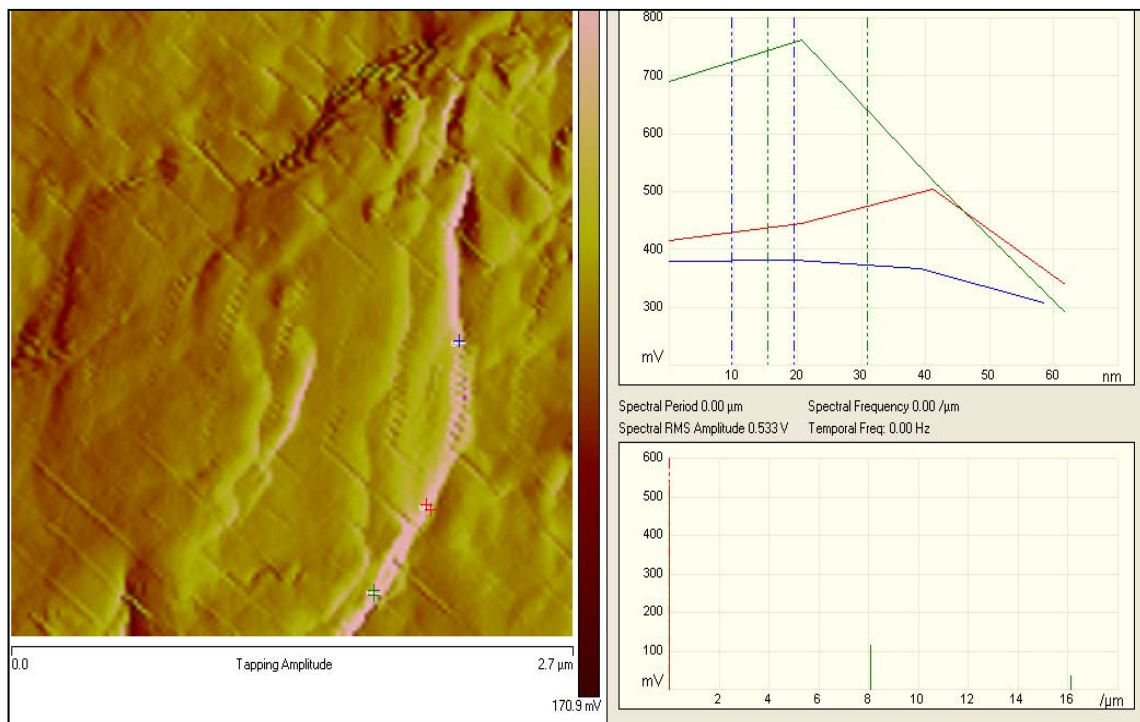 0.0 Tapping Amplitude 2.7 µm
170.9 mV
800
700
600
500
400
300
mV
10 20 30 40 50 60 nm
Spectral Period 0.00 µm Spectral Frequency 0.00 /µm
Spectral RMS Amplitude 0.533 V Temporal Freq: 0.00 Hz
600
500
400
300
200
100
mV
2 4 6 8 10 12 14 16 /µm